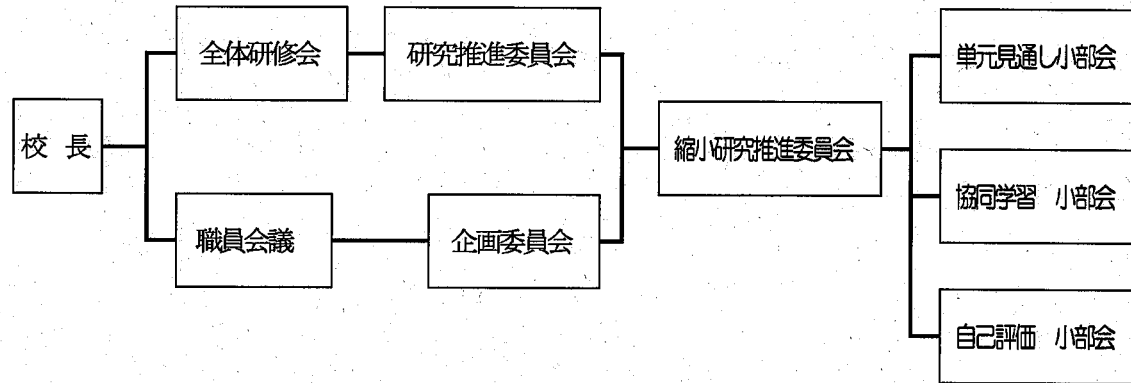 校 長
全体研修会
研究推進委員会
職員会議
企画委員会
縮小研究推進委員会
単元見通し小部会
協同学習 小部会
自己評価 小部会